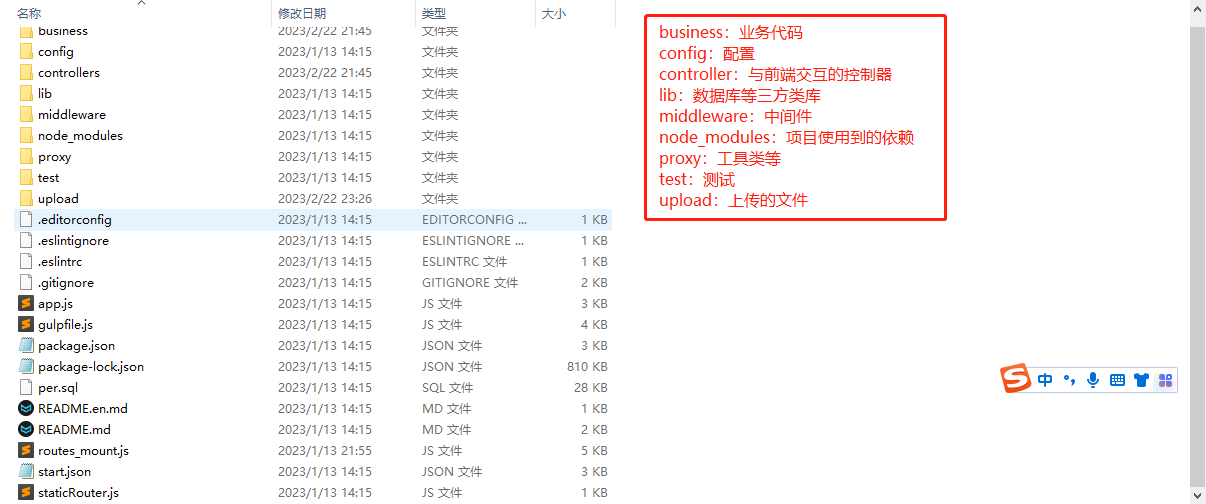 名称 修改日期 类型 大小
business 2023/2/22 21:45 文件夹
config 2023/1/13 14:15 文件夹
controllers 2023/2/22 21:45 文件夹
lib 2023/1/13 14:15 文件夹
middleware 2023/1/13 14:15 文件夹
node_modules 2023/1/13 14:15 文件夹
proxy 2023/1/13 14:15 文件夹
test 2023/1/13 14:15 文件夹
upload 2023/2/22 23:26 文件夹
.editorconfig 2023/1/13 14:15 EDITORCONFIG ... 1 KB
.eslintignore 2023/1/13 14:15 ESLINTIGNORE ... 1 KB
.eslintrc 2023/1/13 14:15 ESLINTRC 文件 1 KB
.gitignore 2023/1/13 14:15 GITIGNORE 文件 2 KB
app.js 2023/1/13 14:15 JS 文件 3 KB
gulpfile.js 2023/1/13 14:15 JS 文件 4 KB
package.json 2023/1/13 14:15 JSON 文件 3 KB
package-lock.json 2023/1/13 14:15 JSON 文件 810 KB
per.sql 2023/1/13 14:15 SQL 文件 28 KB
README.en.md 2023/1/13 14:15 MD 文件 1 KB
README.md 2023/1/13 14:15 MD 文件 2 KB
routes_mount.js 2023/1/13 21:55 JS 文件 5 KB
start.json 2023/1/13 14:15 JSON 文件 3 KB
staticRouter.js 2023/1/13 14:15 JS 文件 1 KB
business：业务代码
config：配置
controller：与前端交互的控制器
lib：数据库等三方类库
middleware：中间件
node_modules：项目使用到的依赖
proxy：工具类等
test：测试
upload：上传的文件
中